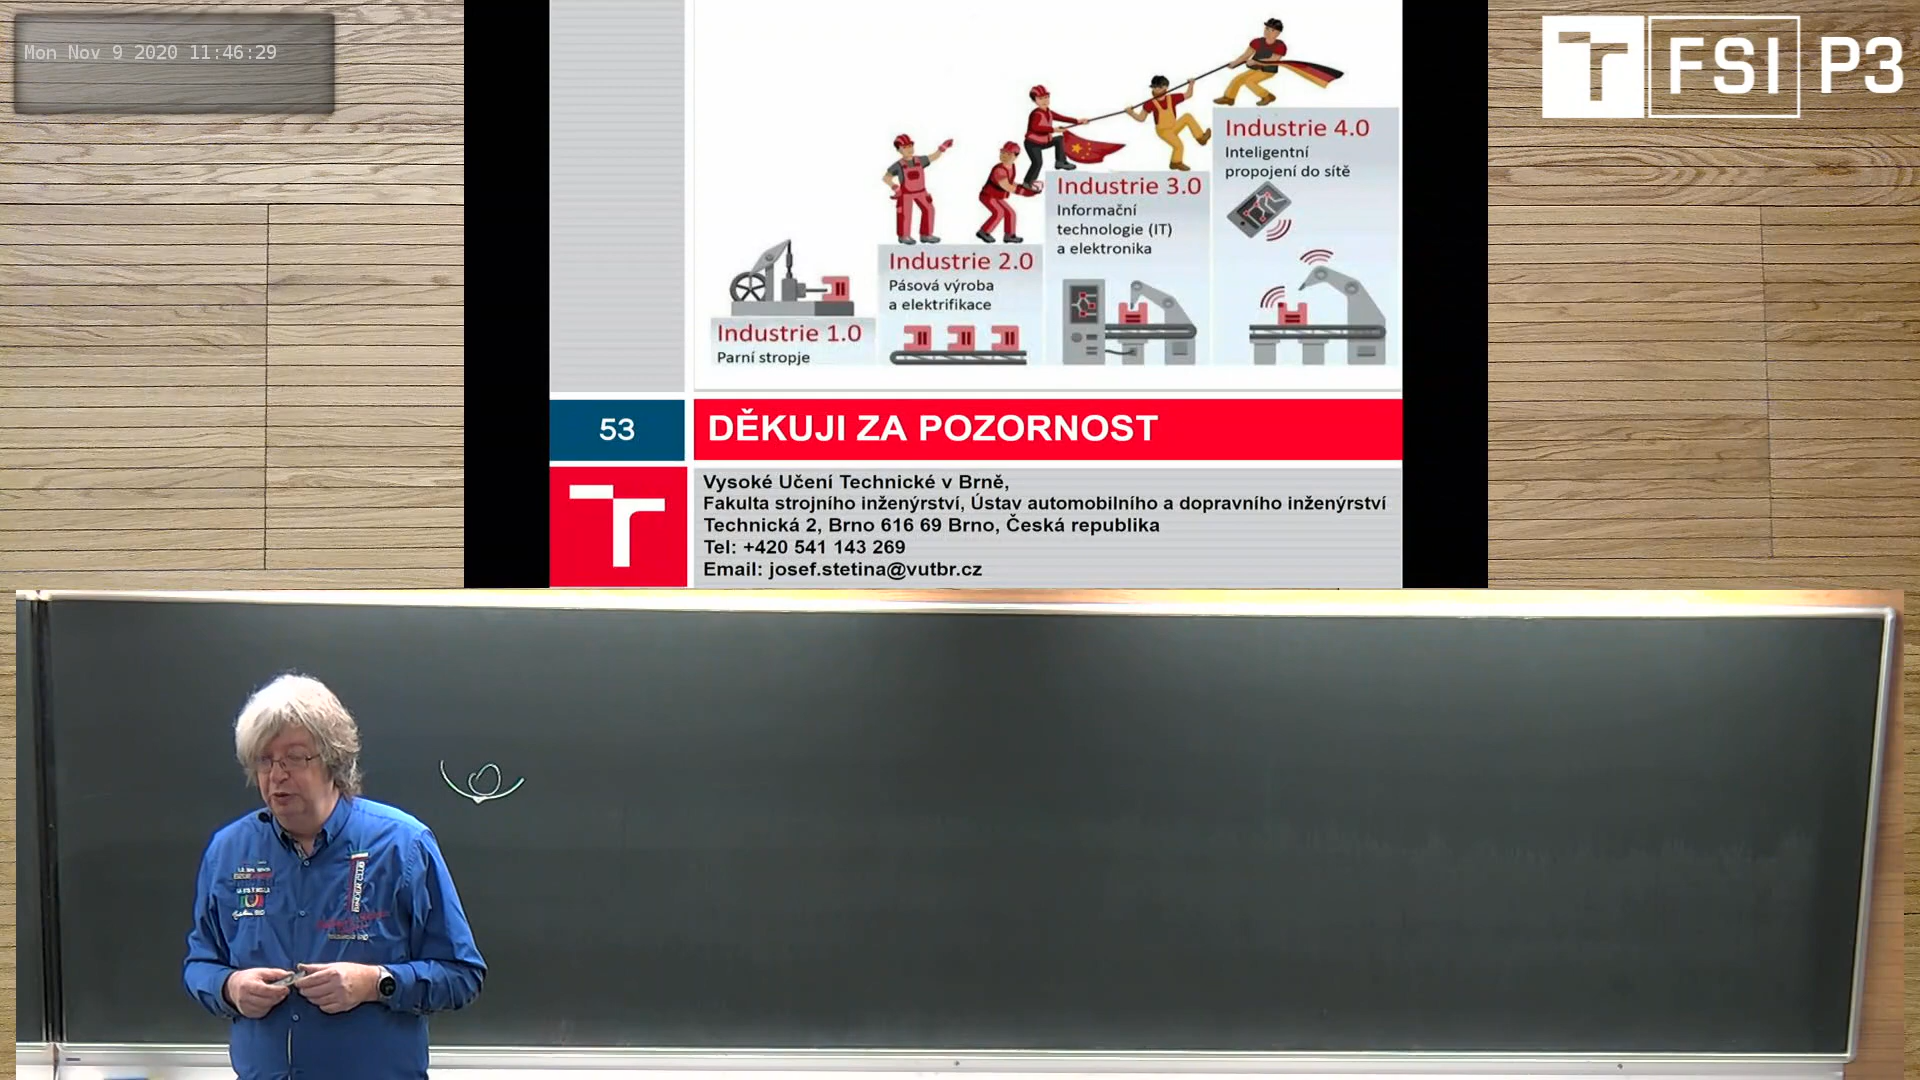 Mon Nov 9 2020 11:46:29
FSI P3
Industrie 4.0
Inteligentní
propojení do sítě
Industrie 3.0
Informační
technologie (IT)
a elektronika
Industrie 2.0
Pásová výroba
a elektrifikace
Industrie 1.0
Parní stropje
53
DĚKUJI ZA POZORNOST
Vysoké Učení Technické v Brně,
Fakulta strojního inženýrství, Ústav automobilního a dopravního inženýrství
Technická 2, Brno 616 69 Brno, Česká republika
Tel: +420 541 143 269
Email: josef.stetina@vutbr.cz